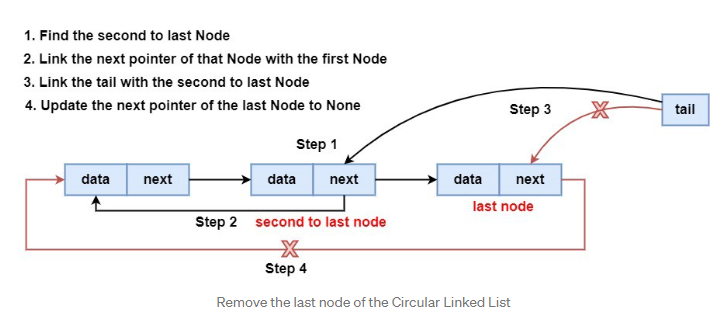 1. Find the second to last Node
2. Link the next pointer of that Node with the first Node
3. Link the tail with the second to last Node
4. Update the next pointer of the last Node to None
Step 3
tail
Step 1
data next data next data next
last node
Step 2 second to last node
Step 4
Remove the last node of the Circular Linked List